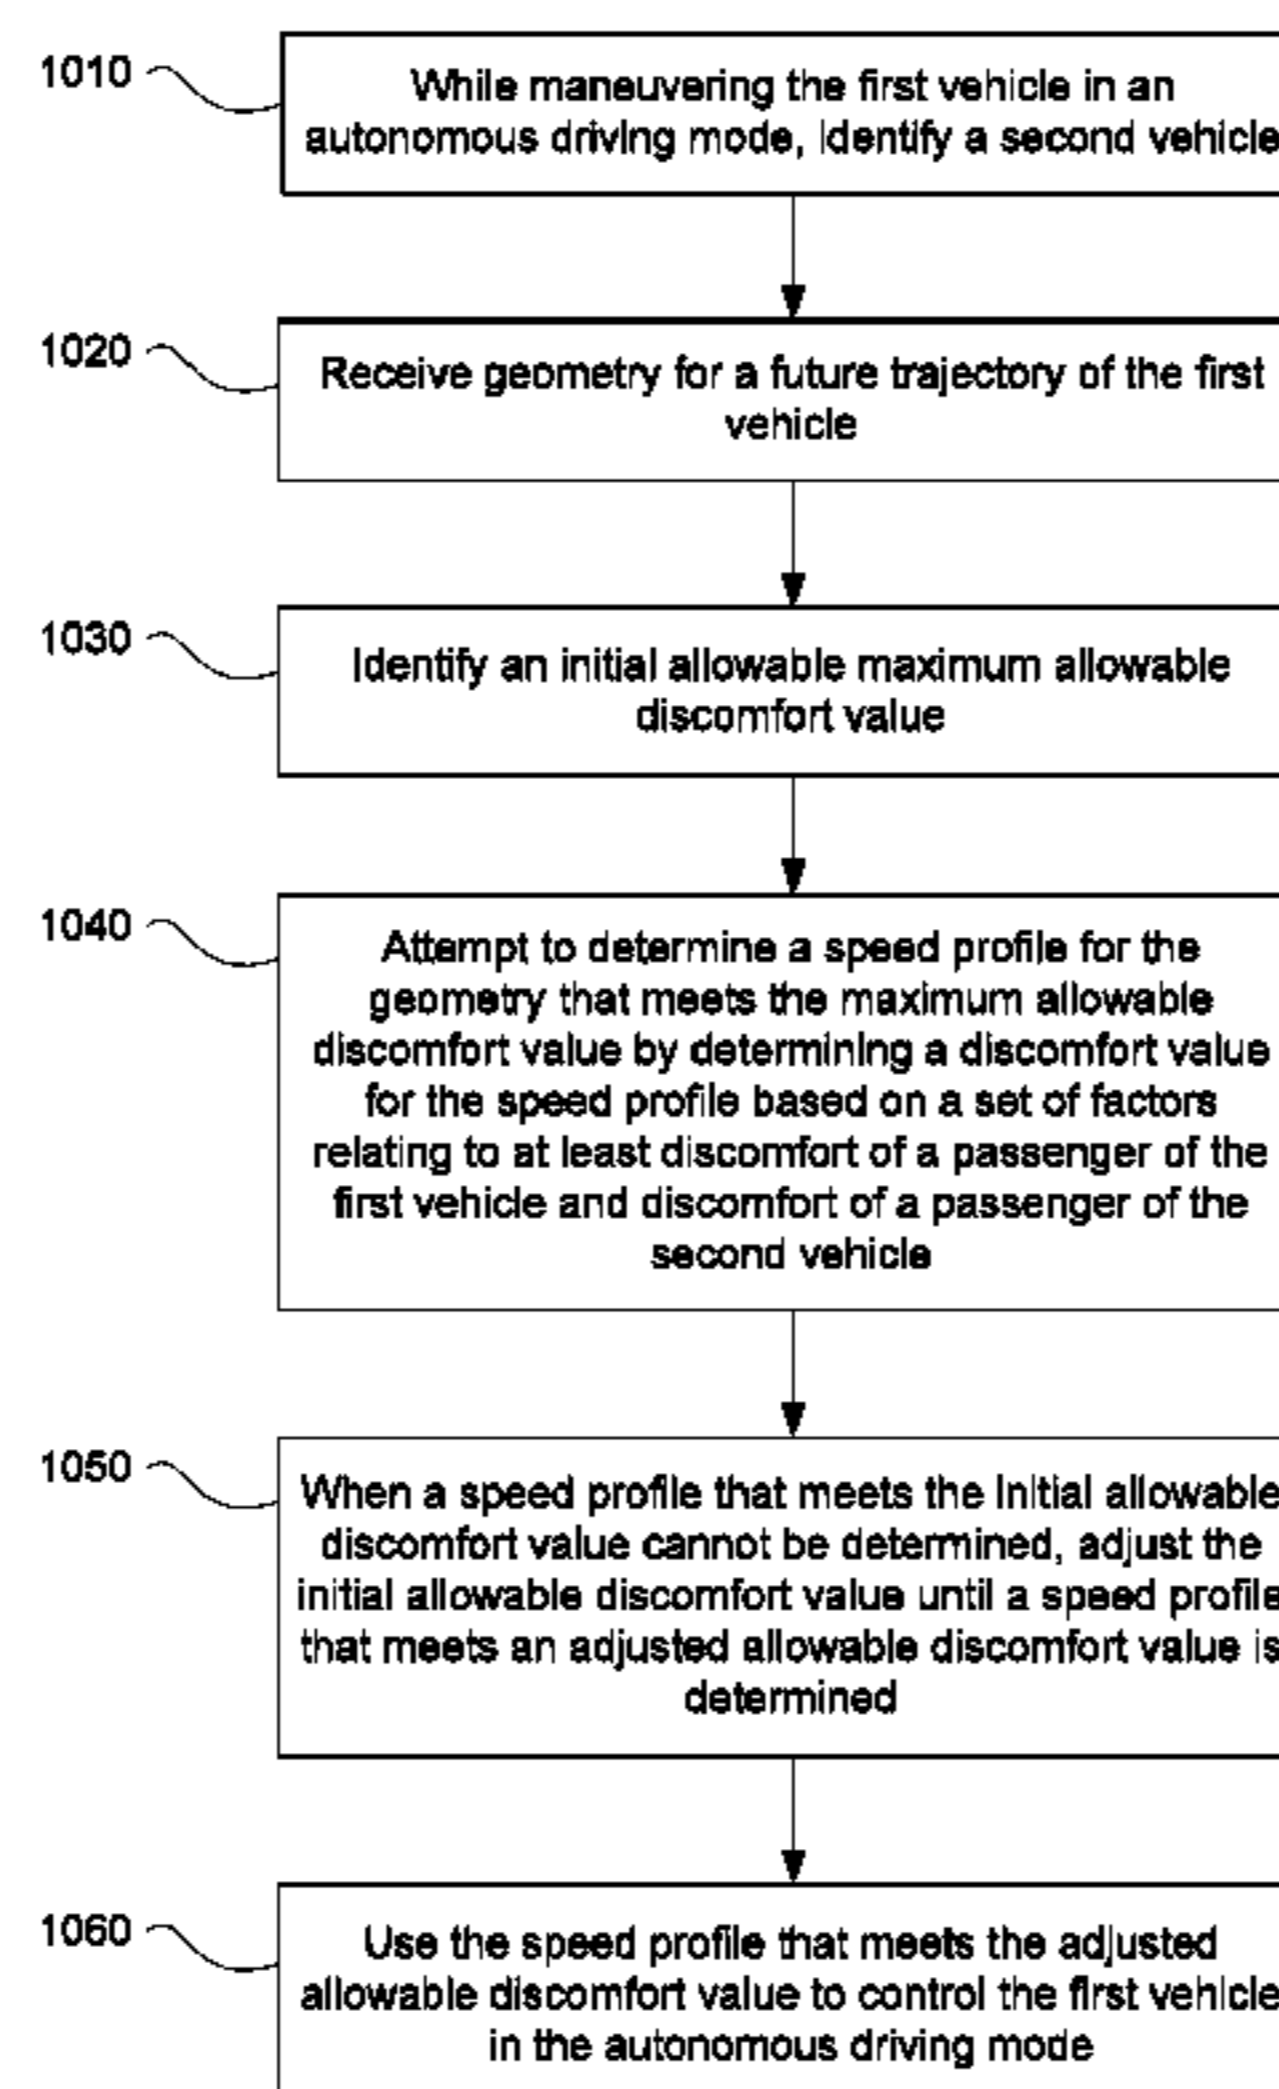 1010
While maneuvering the first vehicle in an
autonomous driving mode, identify a second vehicle
1020
Receive geometry for a future trajectory of the first
vehicle
1030
Identify an initial allowable maximum allowable
discomfort value
1040
Attempt to determine a speed profile for the
geometry that meets the maximum allowable
discomfort value by determining a discomfort value
for the speed profile based on a set of factors
relating to at least discomfort of a passenger of the
first vehicle and discomfort of a passenger of the
second vehicle
1050
When a speed profile that meets the initial allowable
discomfort value cannot be determined, adjust the
initial allowable discomfort value until a speed profile
that meets an adjusted allowable discomfort value is
determined
1060
Use the speed profile that meets the adjusted
allowable discomfort value to control the first vehicle
in the autonomous driving mode